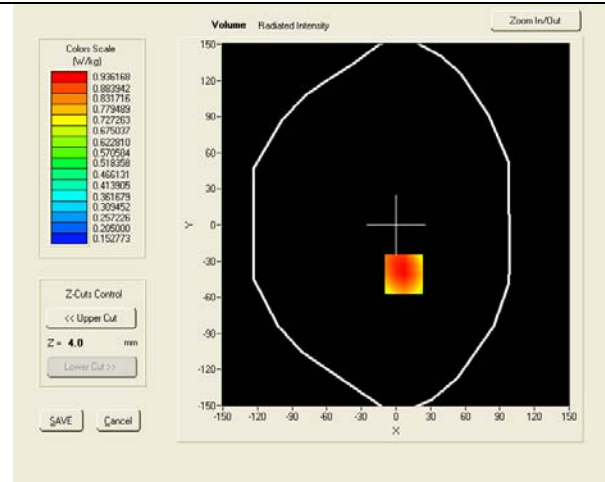 Volume Radiated Intensity
Zoom In/Out
Colors Scale
(W/kg)
0.936168
0.883942
0.831716
0.779489
0.727263
0.675037
0.622810
0.570584
0.518358
0.466131
0.413905
0.361679
0.309452
0.257226
0.205000
0.152773
Z-Cuts Control
<< Upper Cut
Z = 4.0 mm
Lower Cut >>
SAVE Cancel
150
120
90
60
30
0
-30
-60
-90
-120
-150
Y
-150 -120 -90 -60 -30 0 30 60 90 120 150
X